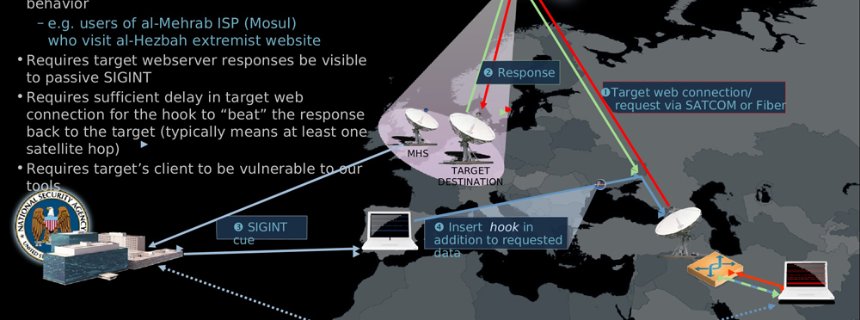 behavior
– e.g. users of al-Mehrab ISP (Mosul)
who visit al-Hezbah extremist website
• Requires target webserver responses be visible
to passive SIGINT
• Requires sufficient delay in target web
connection for the hook to “beat” the response
back to the target (typically means at least one
satellite hop)
• Requires target’s client to be vulnerable to our
tools
❷ Response
❶Target web connection/
request via SATCOM or Fiber
MHS
TARGET
DESTINATION
NATIONAL SECURITY AGENCY
❸ SIGINT
cue
❹ Insert hook in
addition to requested
data